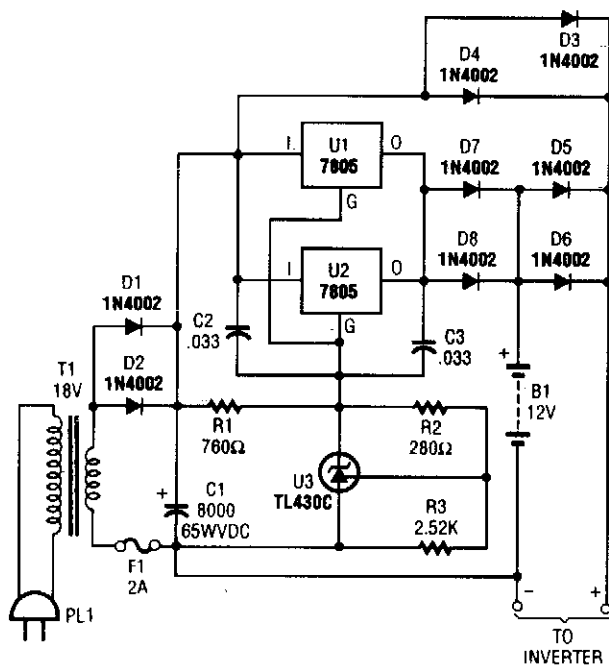 D3
1N4002
D4
1N4002
I
U1
7805
O
G
D7
1N4002
D5
1N4002
I
U2
7805
O
G
D8
1N4002
D6
1N4002
D1
1N4002
C2
.033
C3
.033
T1
18V
D2
1N4002
+
B1
12V
R1
760Ω
R2
280Ω
U3
TL430C
+
C1
8000
65WVDC
R3
2.52K
F1
2A
PL1
-
+
TO
INVERTER